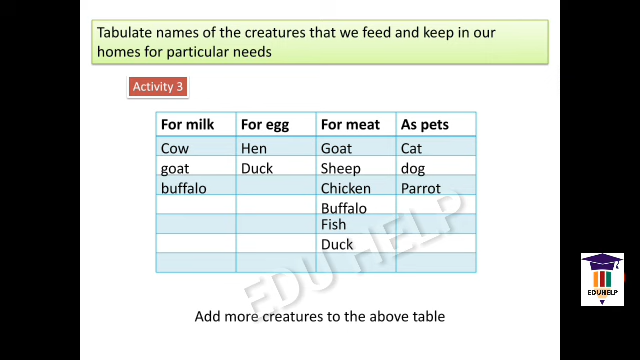 Tabulate names of the creatures that we feed and keep in our
homes for particular needs
Activity 3
For milk For egg For meat As pets
Cow Hen Goat Cat
goat Duck Sheep dog
buffalo Chicken Parrot
Buffalo
Fish
Duck
EDU HELP
EDUHELP
Add more creatures to the above table